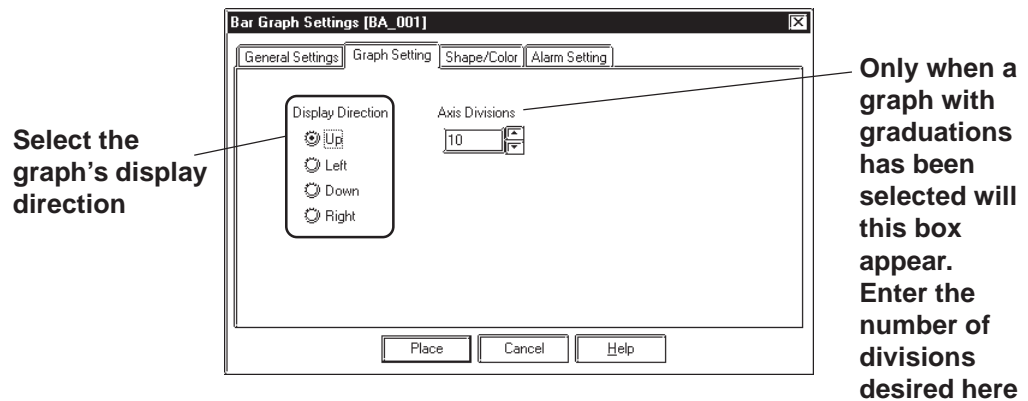 Bar Graph Settings [BA_001]
General Settings Graph Setting Shape/Color Alarm Setting
Select the
graph's display
direction
Display Direction
Up
Left
Down
Right
Axis Divisions
10
Only when a
graph with
graduations
has been
selected will
this box
appear.
Enter the
number of
divisions
desired here
Place Cancel Help